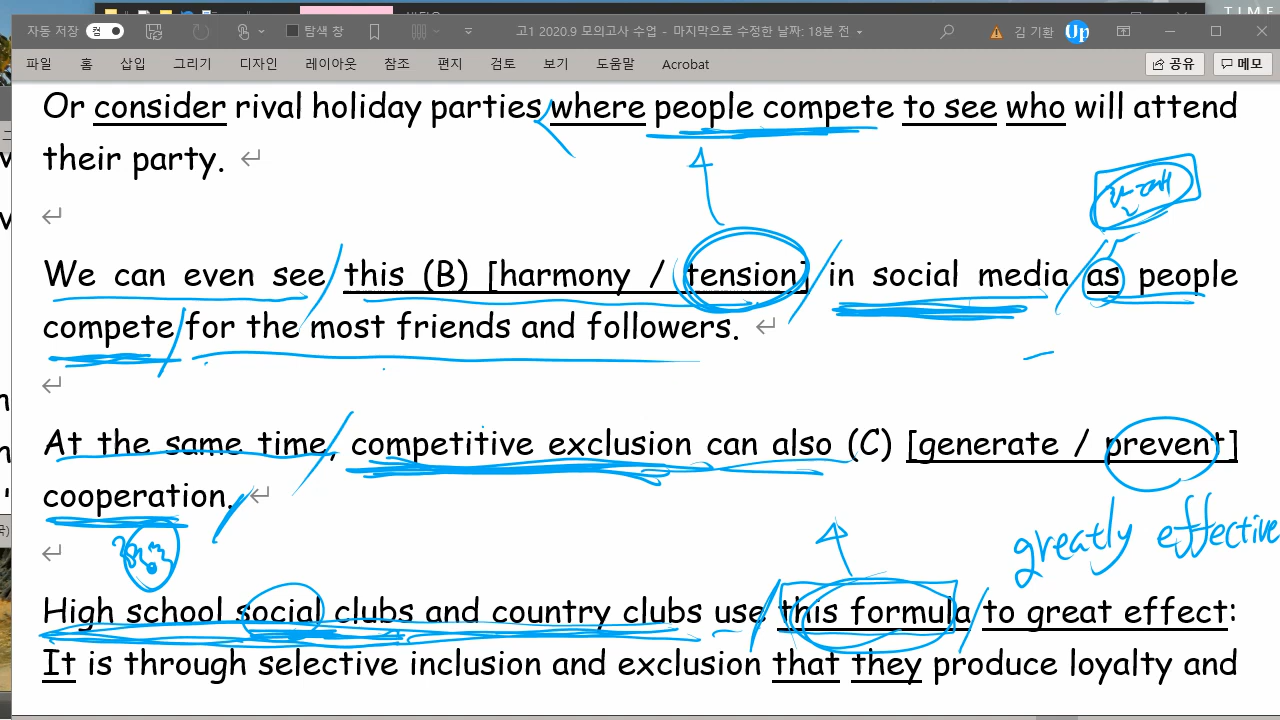 TIME
자동 저장 컴 탐색 창 고1 2020.9 모의고사 수업 - 마지막으로 수정한 날짜: 18분 전 김 기환 Up
파일 홈 삽입 그리기 디자인 레이아웃 참조 편지 검토 보기 도움말 Acrobat 공유 메모
Or consider rival holiday parties where people compete to see who will attend
their party.
We can even see this (B) [harmony / tension] in social media as people
compete for the most friends and followers.
At the same time, competitive exclusion can also (C) [generate / prevent]
cooperation.
greatly effective
High school social clubs and country clubs use this formula to great effect:
It is through selective inclusion and exclusion that they produce loyalty and